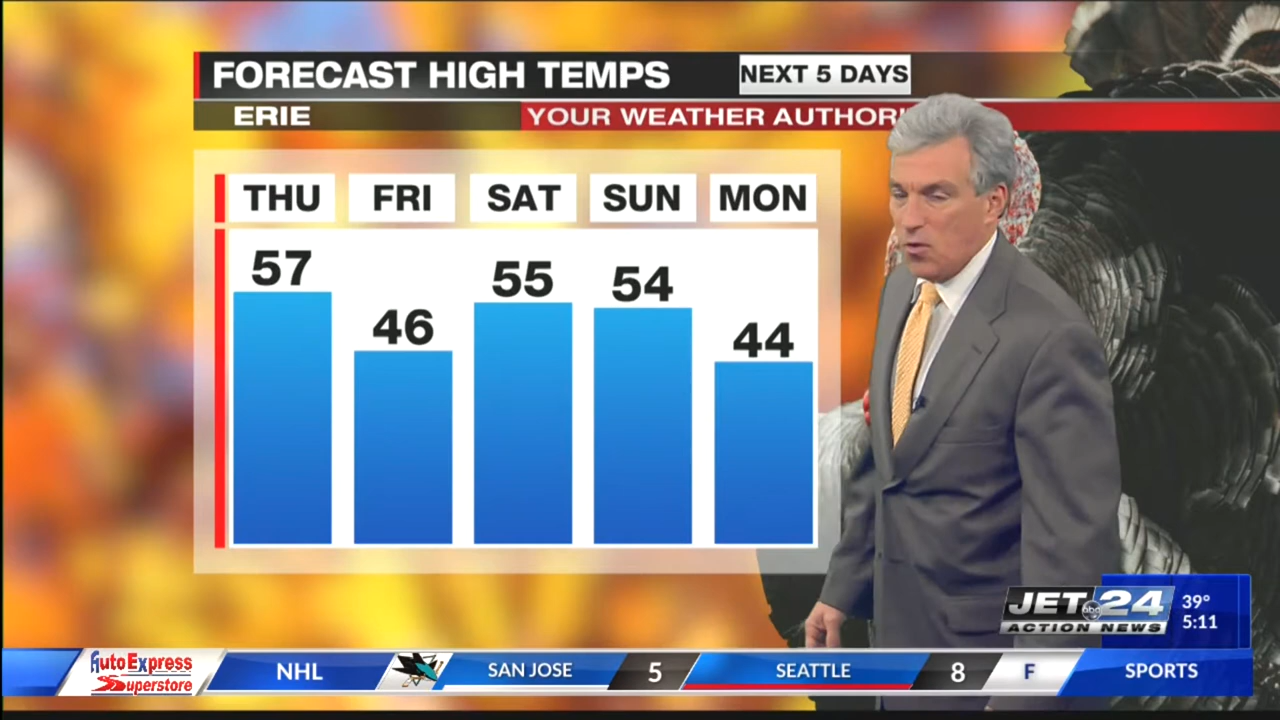 FORECAST HIGH TEMPS
NEXT 5 DAYS
ERIE
YOUR WEATHER AUTHORI
THU FRI SAT SUN MON
57 46 55 54 44
JET abc 24
ACTION NEWS
39°
5:11
AutoExpress
Superstore
NHL SAN JOSE 5 SEATTLE 8 F SPORTS